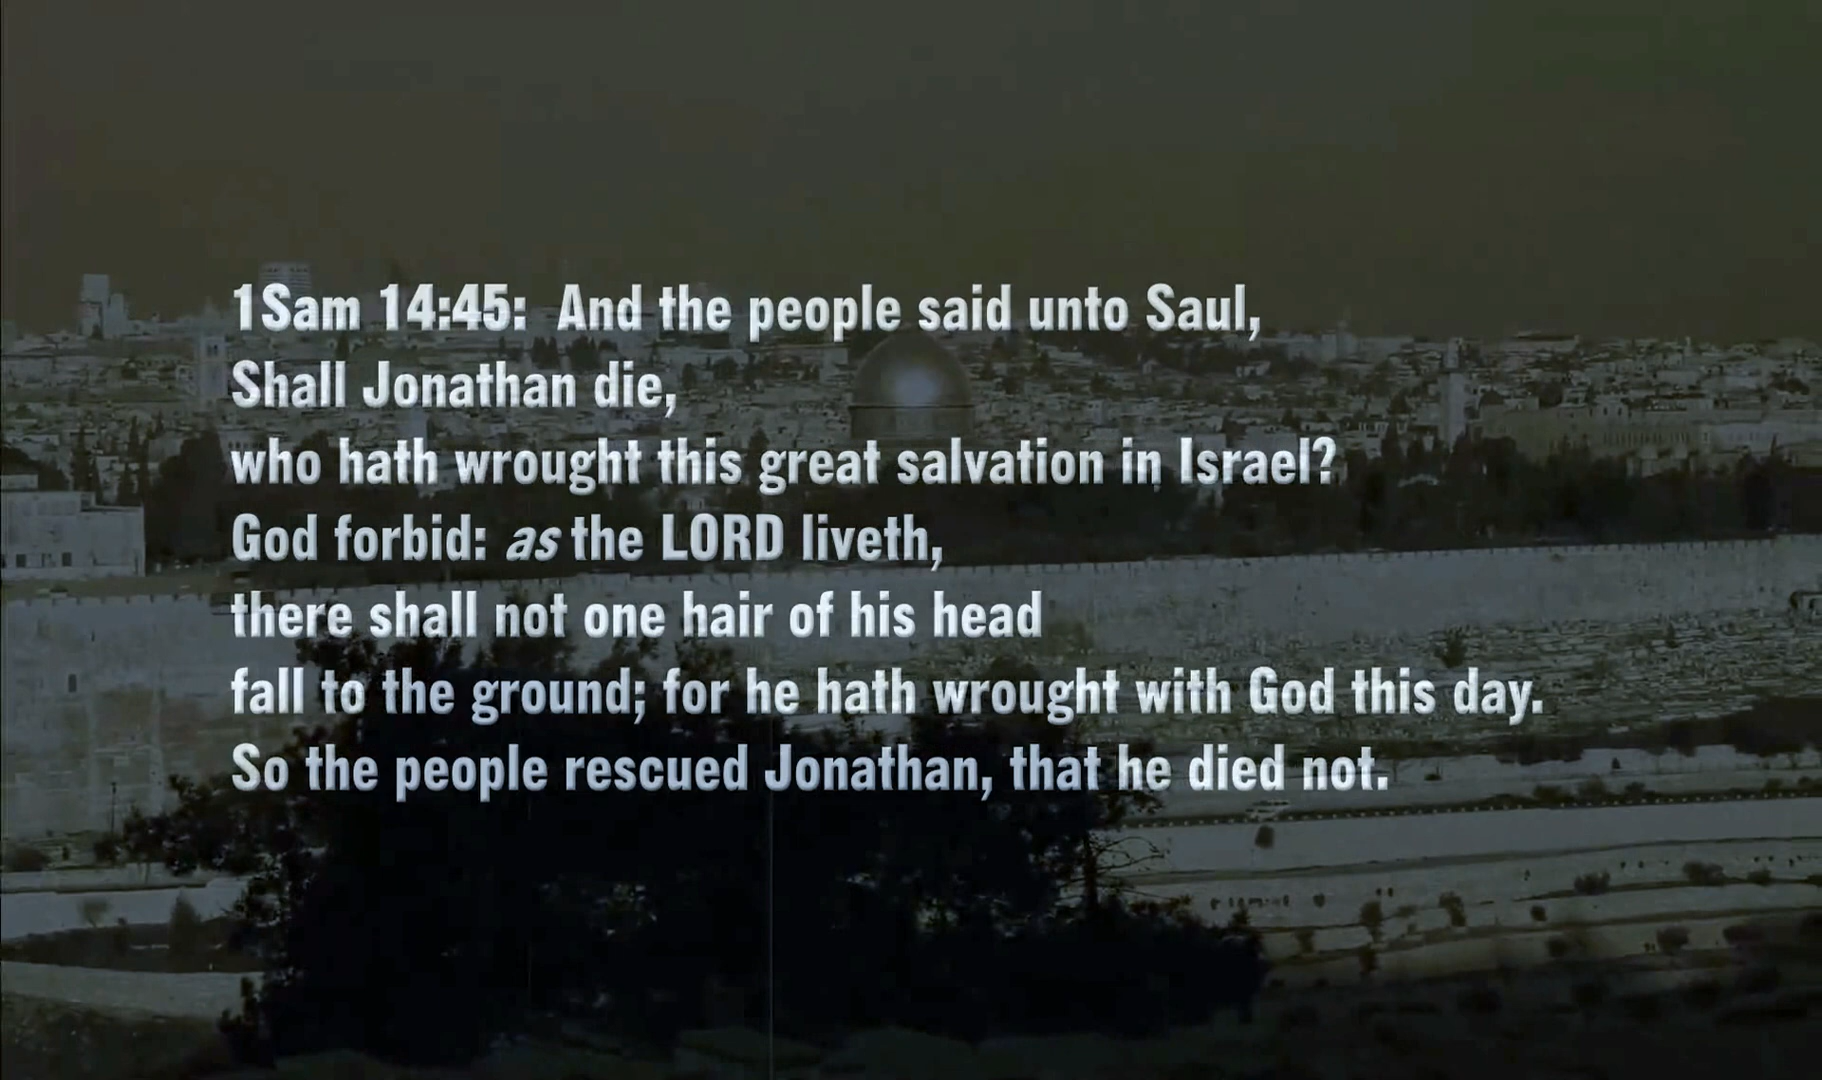 1Sam 14:45:  And the people said unto Saul,
Shall Jonathan die,
who hath wrought this great salvation in Israel?
God forbid: as the LORD liveth,
there shall not one hair of his head
fall to the ground; for he hath wrought with God this day.
So the people rescued Jonathan, that he died not.